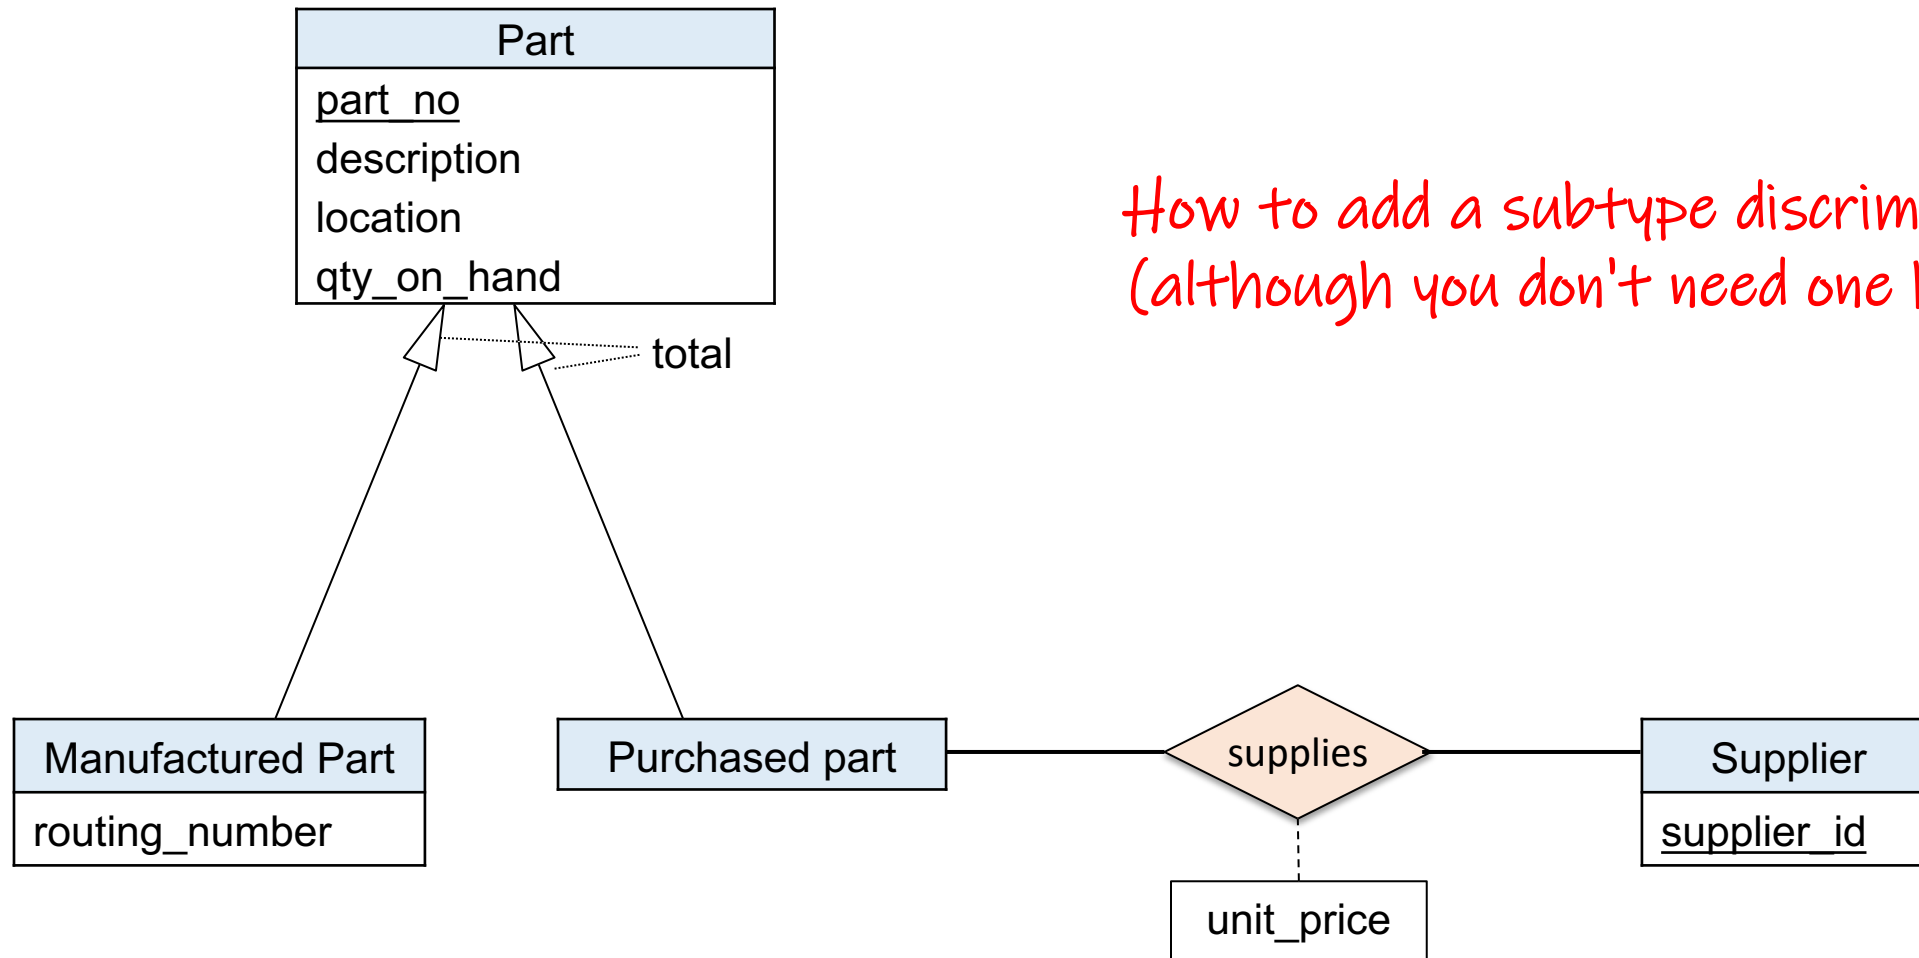 Part
part_no
description
location
qty_on_hand
How to add a subtype
(although you don't need one
total
Manufactured Part
routing_number
Purchased part
supplies
Supplier
supplier_id
unit_price